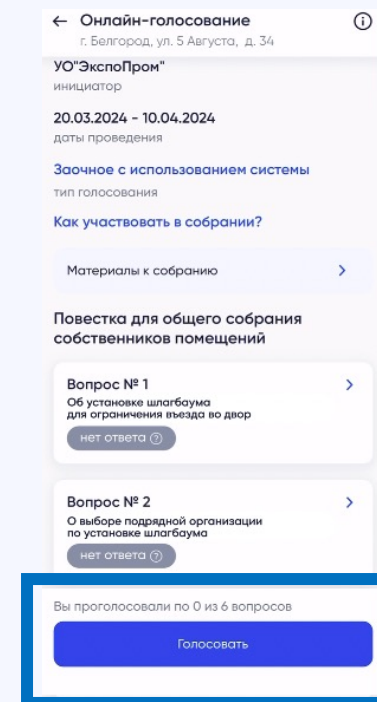 ← Онлайн-голосование
г. Белгород, ул. 5 Августа, д. 34
УО"ЭкспоПром"
инициатор
20.03.2024 - 10.04.2024
даты проведения
Заочное с использованием системы
тип голосования
Как участвовать в собрании?
Материалы к собранию
Повестка для общего собрания
собственников помещений
Вопрос № 1
Об установке шлагбаума
для ограничения въезда во двор
нет ответа ?
Вопрос № 2
О выборе подрядной организации
по установке шлагбаума
нет ответа ?
Вы проголосовали по 0 из 6 вопросов
Голосовать